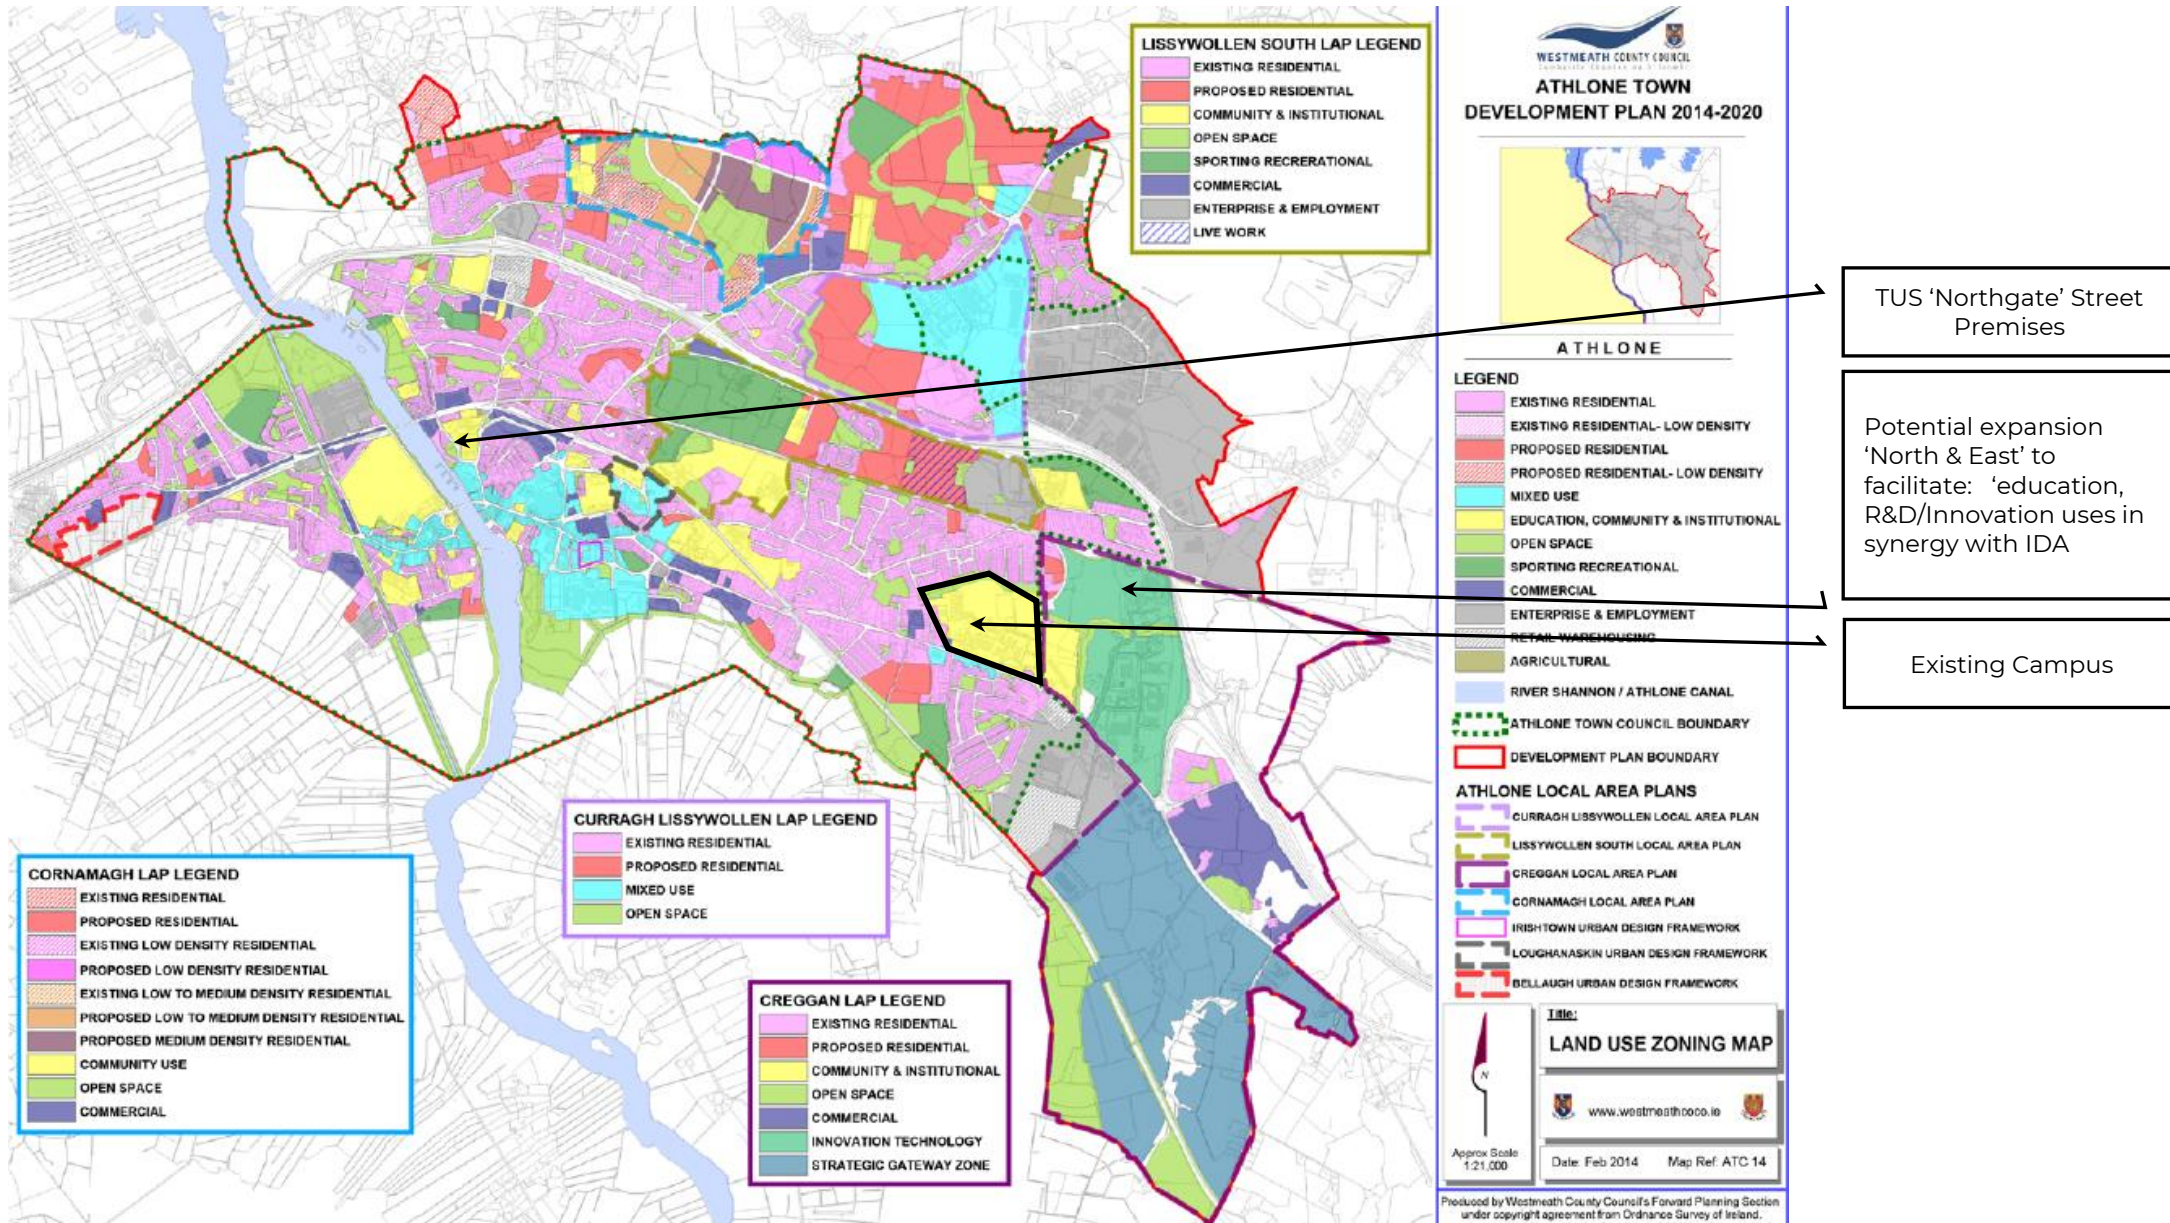 LISSYWOLLEN SOUTH LAP LEGEND
EXISTING RESIDENTIAL
PROPOSED RESIDENTIAL
COMMUNITY & INSTITUTIONAL
OPEN SPACE
SPORTING RECRERATIONAL
COMMERCIAL
ENTERPRISE & EMPLOYMENT
LIVE WORK
CURRAGH LISSYWOLLEN LAP LEGEND
EXISTING RESIDENTIAL
PROPOSED RESIDENTIAL
MIXED USE
OPEN SPACE
CORNAMAGH LAP LEGEND
EXISTING RESIDENTIAL
PROPOSED RESIDENTIAL
EXISTING LOW DENSITY RESIDENTIAL
PROPOSED LOW DENSITY RESIDENTIAL
EXISTING LOW TO MEDIUM DENSITY RESIDENTIAL
PROPOSED LOW TO MEDIUM DENSITY RESIDENTIAL
PROPOSED MEDIUM DENSITY RESIDENTIAL
COMMUNITY USE
OPEN SPACE
COMMERCIAL
CREGGAN LAP LEGEND
EXISTING RESIDENTIAL
PROPOSED RESIDENTIAL
COMMUNITY & INSTITUTIONAL
OPEN SPACE
COMMERCIAL
INNOVATION TECHNOLOGY
STRATEGIC GATEWAY ZONE
WESTMEATH COUNTY COUNCIL
ATHLONE TOWN
DEVELOPMENT PLAN 2014-2020
ATHLONE
LEGEND
EXISTING RESIDENTIAL
EXISTING RESIDENTIAL- LOW DENSITY
PROPOSED RESIDENTIAL
PROPOSED RESIDENTIAL- LOW DENSITY
MIXED USE
EDUCATION, COMMUNITY & INSTITUTIONAL
OPEN SPACE
SPORTING RECREATIONAL
COMMERCIAL
ENTERPRISE & EMPLOYMENT
RETAIL WAREHOUSING
AGRICULTURAL
RIVER SHANNON / ATHLONE CANAL
ATHLONE TOWN COUNCIL BOUNDARY
DEVELOPMENT PLAN BOUNDARY
ATHLONE LOCAL AREA PLANS
CURRAGH LISSYWOLLEN LOCAL AREA PLAN
LISSYWOLLEN SOUTH LOCAL AREA PLAN
CREGGAN LOCAL AREA PLAN
CORNAMAGH LOCAL AREA PLAN
IRISHTOWN URBAN DESIGN FRAMEWORK
LOUGHANASKIN URBAN DESIGN FRAMEWORK
BELLAUGH URBAN DESIGN FRAMEWORK
N
Approx Scale
1:21,000
Title:
LAND USE ZONING MAP
www.westmeathcoco.ie
Date: Feb 2014 Map Ref: ATC 14
Produced by Westmeath County Council's Forward Planning Section
under copyright agreement from Ordnance Survey of Ireland.
TUS ‘Northgate’ Street
Premises
Potential expansion
‘North & East’ to
facilitate: ‘education,
R&D/Innovation uses in
synergy with IDA
Existing Campus